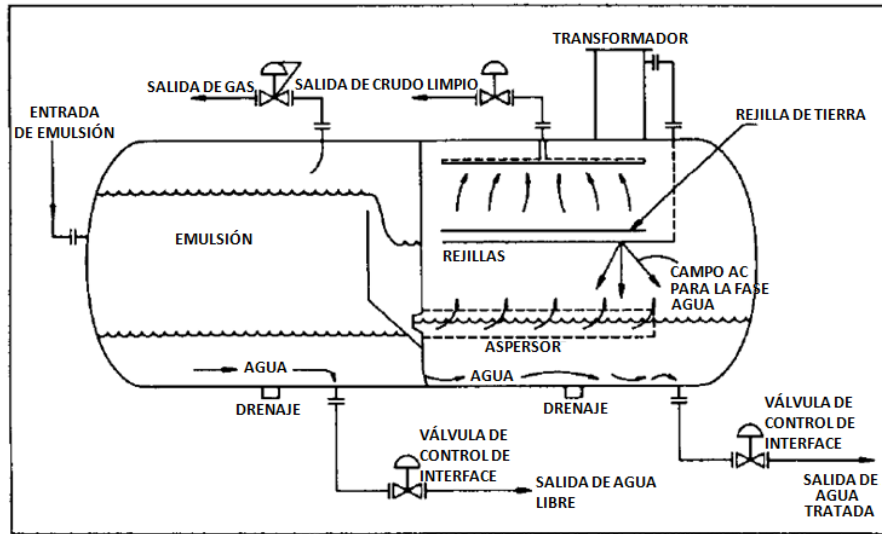 TRANSFORMADOR
SALIDA DE GAS
SALIDA DE CRUDO LIMPIO
ENTRADA
DE EMULSIÓN
REJILLA DE TIERRA
EMULSIÓN
REJILLAS
CAMPO AC
PARA LA FASE
AGUA
ASPERSOR
AGUA
AGUA
DRENAJE
DRENAJE
VÁLVULA DE
CONTROL DE
INTERFACE
SALIDA DE AGUA
LIBRE
VÁLVULA DE
CONTROL DE
INTERFACE
SALIDA DE
AGUA
TRATADA